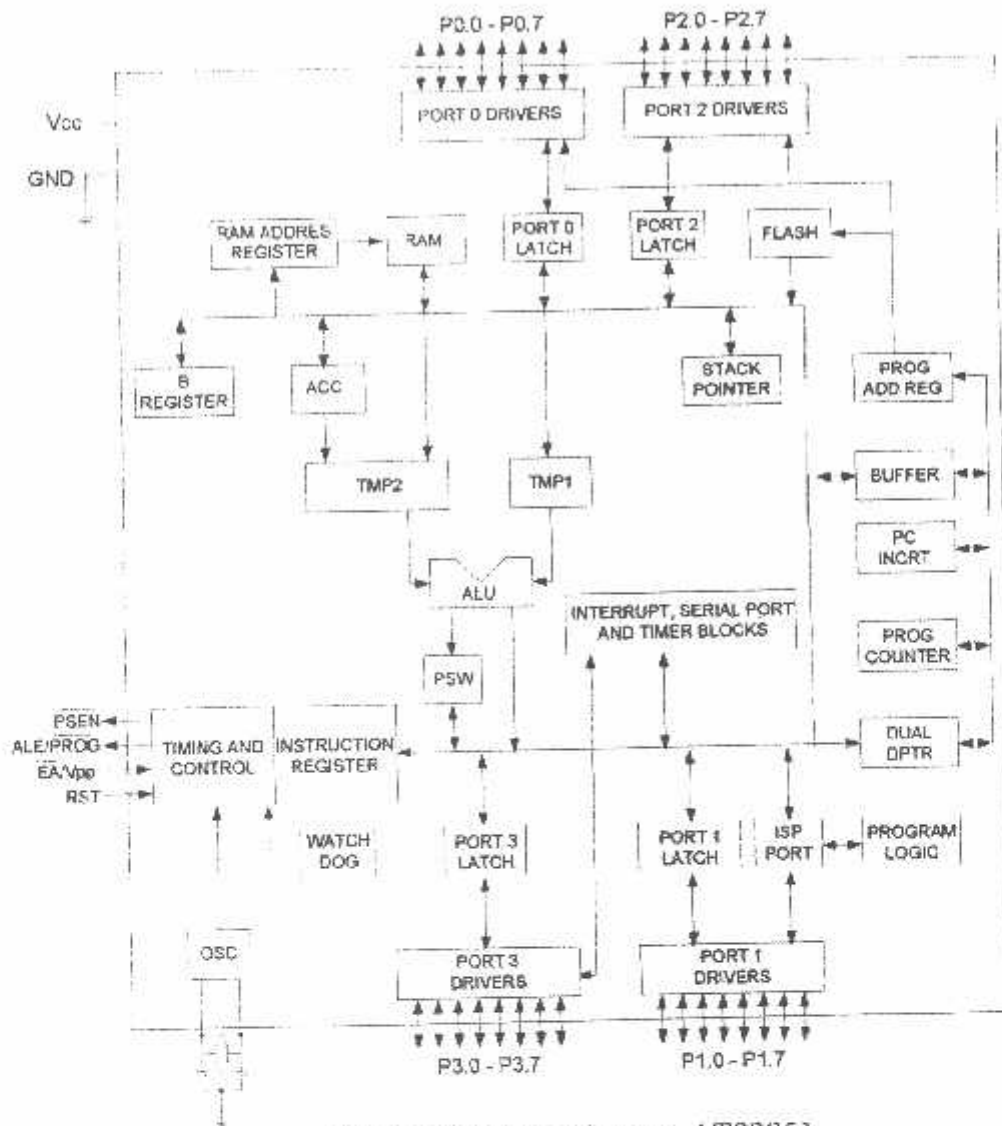 P0.0 - P0.7
P2.0 - P2.7
PORT 0 DRIVERS
PORT 2 DRIVERS
Vcc
GND
RAM ADDRES
REGISTER
RAM
PORT 0
LATCH
PORT 2
LATCH
FLASH
B
REGISTER
ACC
STACK
POINTER
PROG
ADD REG
TMP2
TMP1
BUFFER
PC
INCRT
ALU
INTERRUPT, SERIAL PORT
AND TIMER BLOCKS
PROG
COUNTER
PSW
PSEN
ALE/PROG
EA/Vpp
RST
TIMING AND
CONTROL
INSTRUCTION
REGISTER
DUAL
DPTR
WATCH
DOG
PORT 3
LATCH
PORT 1
LATCH
ISP
PORT
PROGRAM
LOGIC
OSC
PORT 3
DRIVERS
PORT 1
DRIVERS
P3.0 - P3.7
P1.0 - P1.7